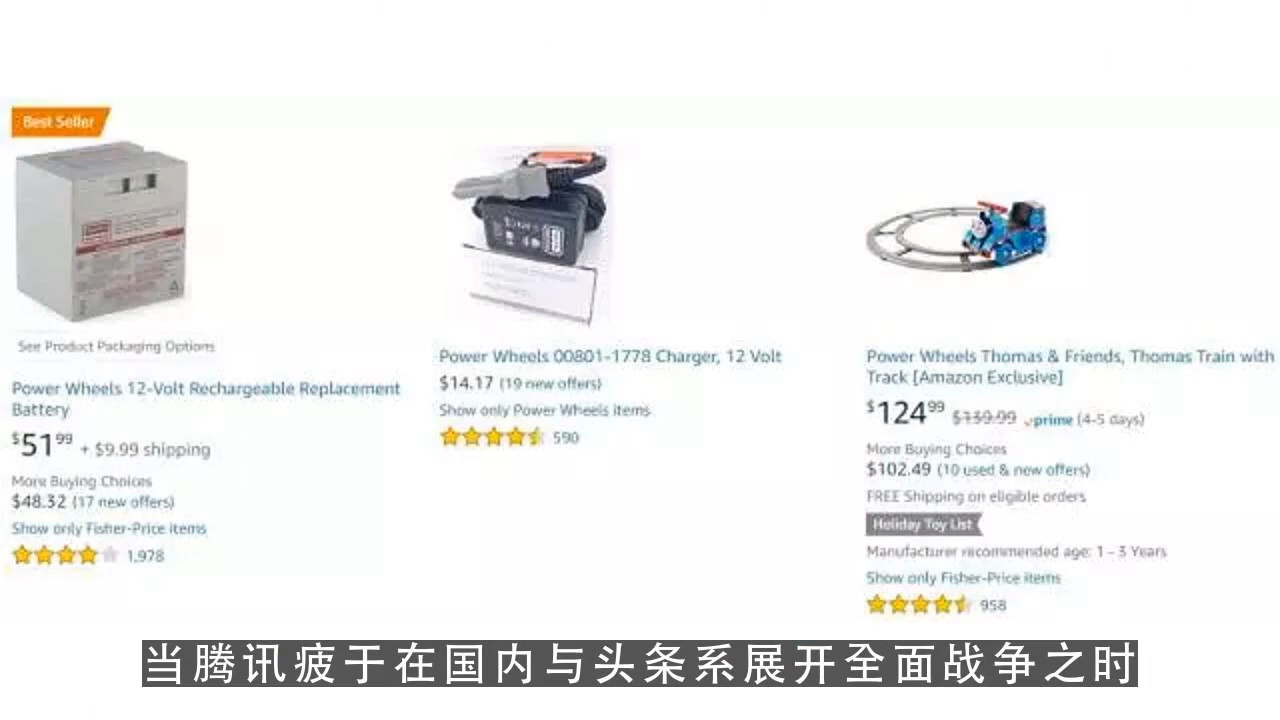 Best Seller
See Product Packaging Options
Power Wheels 12-Volt Rechargeable Replacement
Battery
$51.99 + $9.99 shipping
More Buying Choices
$48.32 (17 new offers)
Show only Fisher-Price items
1,978
Power Wheels 00801-1778 Charger, 12 Volt
$14.17 (19 new offers)
Show only Power Wheels items
590
Power Wheels Thomas & Friends, Thomas Train with
Track [Amazon Exclusive]
$124.99 $139.99 prime (4-5 days)
More Buying Choices
$102.49 (10 used & new offers)
FREE Shipping on eligible orders
Holiday Toy List
Manufacturer recommended age: 1 - 3 Years
Show only Fisher-Price items
958
当腾讯疲于在国内与头条系展开全面战争之时